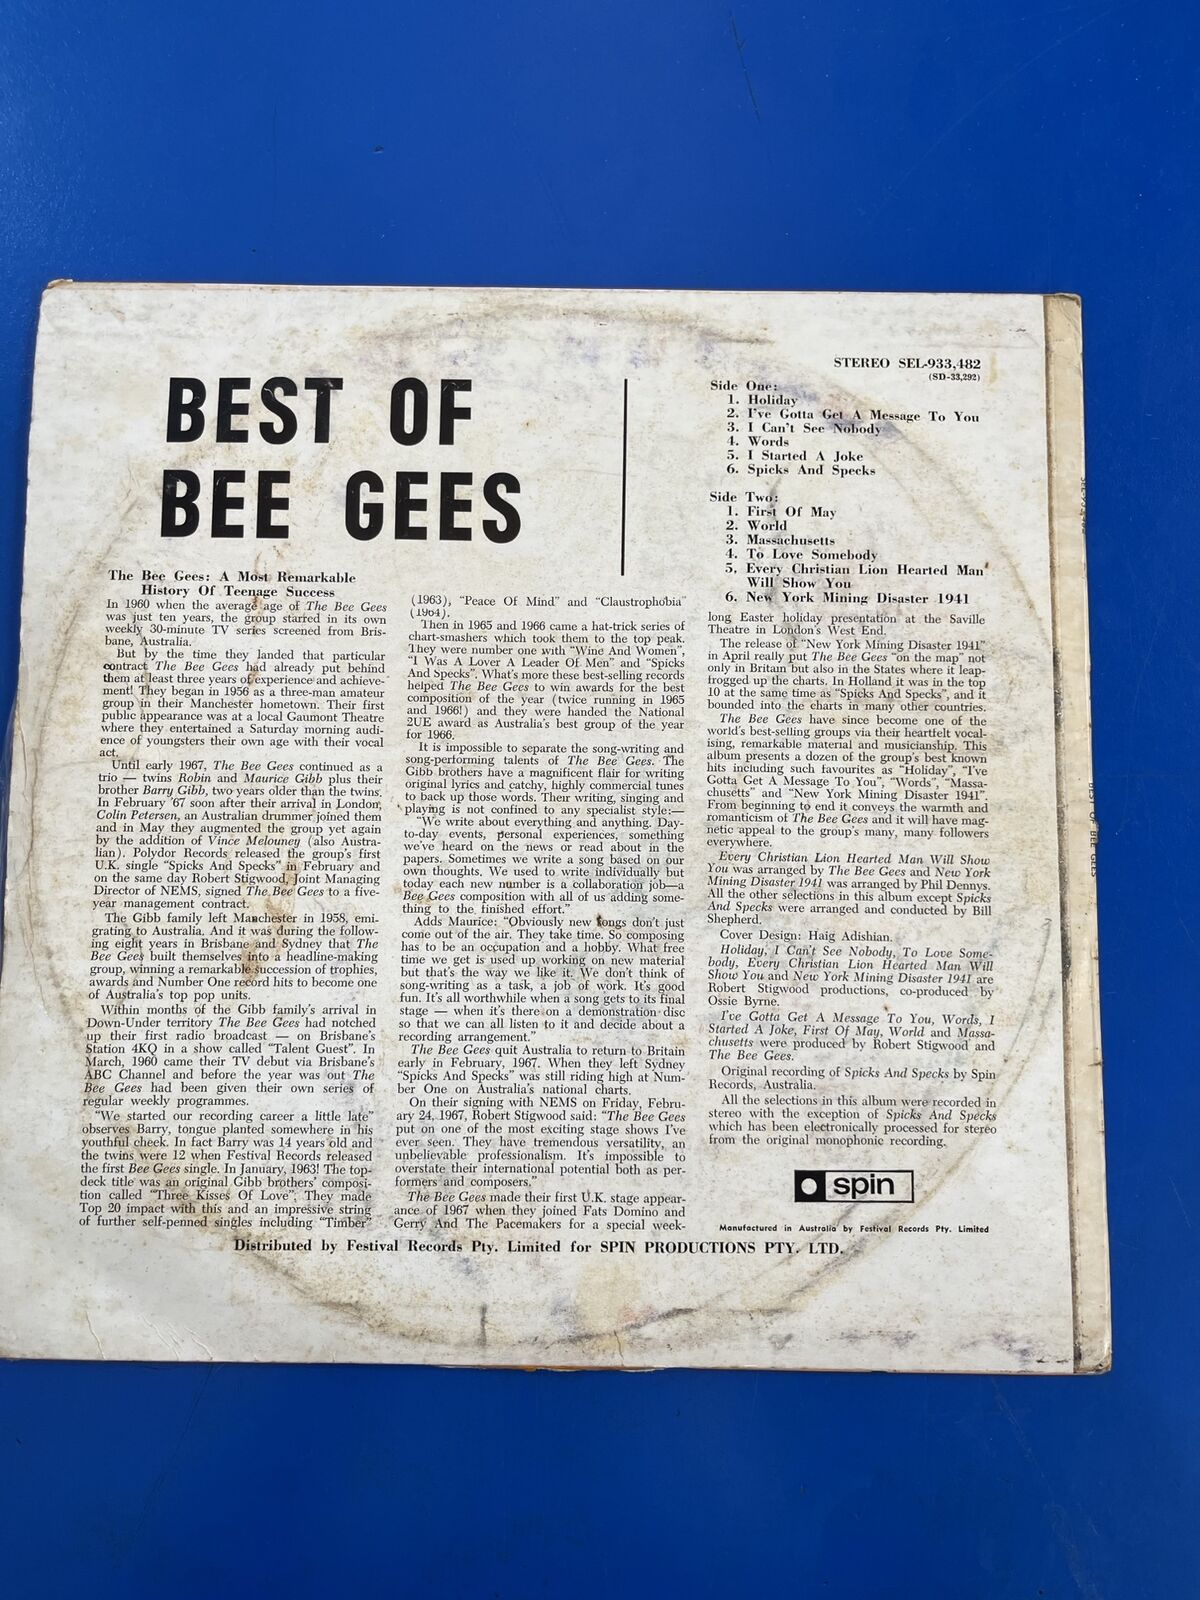 BEST OF
BEE GEES
STEREO SEL-933,482
(SD-33,292)
Side One:
1. Holiday
2. I've Gotta Get A Message To You
3. I Can't See Nobody
4. Words
5. I Started A Joke
6. Spicks And Specks
Side Two:
1. First Of May
2. World
3. Massachusetts
4. To Love Somebody
5. Every Christian Lion Hearted Man
Will Show You
6. New York Mining Disaster 1941
The Bee Gees: A Most Remarkable
History Of Teenage Success
In 1960 when the average age of The Bee Gees
was just ten years, the group starred in its own
weekly 30-minute TV series screened from Bris-
bane, Australia.
But by the time they landed that particular
contract The Bee Gees had already put behind
them at least three years of experience and achieve-
ment! They began in 1956 as a three-man amateur
group in their Manchester hometown. Their first
public appearance was at a local Gaumont Theatre
where they entertained a Saturday morning audi-
ence of youngsters their own age with their vocal
act.
Until early 1967, The Bee Gees continued as a
trio — twins Robin and Maurice Gibb plus their
brother Barry Gibb, two years older than the twins.
In February '67 soon after their arrival in London,
Colin Petersen, an Australian drummer joined them
and in May they augmented the group yet again
by the addition of Vince Melouney (also Austra-
lian). Polydor Records released the group's first
U.K. single "Spicks And Specks" in February and
on the same day Robert Stigwood, Joint Managing
Director of NEMS, signed The Bee Gees to a five-
year management contract.
The Gibb family left Manchester in 1958, emi-
grating to Australia. And it was during the follow-
ing eight years in Brisbane and Sydney that The
Bee Gees built themselves into a headline-making
group, winning a remarkable succession of trophies,
awards and Number One record hits to become one
of Australia's top pop units.
Within months of the Gibb family's arrival in
Down-Under territory The Bee Gees had notched
up their first radio broadcast — on Brisbane's
Station 4KQ in a show called "Talent Guest". In
March, 1960 came their TV debut via Brisbane's
ABC Channel and before the year was out The
Bee Gees had been given their own series of
regular weekly programmes.
"We started our recording career a little late"
observes Barry, tongue planted somewhere in his
youthful cheek. In fact Barry was 14 years old and
the twins were 12 when Festival Records released
the first Bee Gees single. In January, 1963! The top-
deck title was an original Gibb brothers' composi-
tion called "Three Kisses Of Love". They made
Top 20 impact with this and an impressive string
of further self-penned singles including "Timber"
(1963), "Peace Of Mind" and "Claustrophobia"
(1964).
Then in 1965 and 1966 came a hat-trick series of
chart-smashers which took them to the top peak.
They were number one with "Wine And Women",
"I Was A Lover A Leader Of Men" and "Spicks
And Specks". What's more these best-selling records
helped The Bee Gees to win awards for the best
composition of the year (twice running in 1965
and 1966!) and they were handed the National
2UE award as Australia's best group of the year
for 1966.
It is impossible to separate the song-writing and
song-performing talents of The Bee Gees. The
Gibb brothers have a magnificent flair for writing
original lyrics and catchy, highly commercial tunes
to back up those words. Their writing, singing and
playing is not confined to any specialist style:—
"We write about everything and anything. Day-
to-day events, personal experiences, something
we've heard on the news or read about in the
papers. Sometimes we write a song based on our
own thoughts. We used to write individually but
today each new number is a collaboration job—a
Bee Gees composition with all of us adding some-
thing to the finished effort."
Adds Maurice: "Obviously new songs don't just
come out of the air. They take time. So composing
has to be an occupation and a hobby. What free
time we get is used up working on new material
but that's the way we like it. We don't think of
song-writing as a task, a job of work. It's good
fun. It's all worthwhile when a song gets to its final
stage — when it's there on a demonstration disc
so that we can all listen to it and decide about a
recording arrangement."
The Bee Gees quit Australia to return to Britain
early in February, 1967. When they left Sydney
"Spicks And Specks" was still riding high at Num-
ber One on Australia's national charts.
On their signing with NEMS on Friday, Febru-
ary 24, 1967, Robert Stigwood said: "The Bee Gees
put on one of the most exciting stage shows I've
ever seen. They have tremendous versatility, an
unbelievable professionalism. It's impossible to
overstate their international potential both as per-
formers and composers."
The Bee Gees made their first U.K. stage appear-
ance of 1967 when they joined Fats Domino and
Gerry And The Pacemakers for a special week-
long Easter holiday presentation at the Saville
Theatre in London's West End.
The release of "New York Mining Disaster 1941"
in April really put The Bee Gees "on the map" not
only in Britain but also in the States where it leap-
frogged up the charts. In Holland it was in the top
10 at the same time as "Spicks And Specks", and it
bounded into the charts in many other countries.
The Bee Gees have since become one of the
world's best-selling groups via their heartfelt vocal-
ising, remarkable material and musicianship. This
album presents a dozen of the group's best known
hits including such favourites as "Holiday", "I've
Gotta Get A Message To You", "Words", "Massa-
chusetts" and "New York Mining Disaster 1941".
From beginning to end it conveys the warmth and
romanticism of The Bee Gees and it will have mag-
netic appeal to the group's many, many followers
everywhere.
Every Christian Lion Hearted Man Will Show
You was arranged by The Bee Gees and New York
Mining Disaster 1941 was arranged by Phil Dennys.
All the other selections in this album except Spicks
And Specks were arranged and conducted by Bill
Shepherd.
Cover Design: Haig Adishian.
Holiday, I Can't See Nobody, To Love Some-
body, Every Christian Lion Hearted Man Will
Show You and New York Mining Disaster 1941 are
Robert Stigwood productions, co-produced by
Ossie Byrne.
I've Gotta Get A Message To You, Words, I
Started A Joke, First Of May, World and Massa-
chusetts were produced by Robert Stigwood and
The Bee Gees.
Original recording of Spicks And Specks by Spin
Records, Australia.
All the selections in this album were recorded in
stereo with the exception of Spicks And Specks
which has been electronically processed for stereo
from the original monophonic recording.
spin
Manufactured in Australia by Festival Records Pty. Limited
Distributed by Festival Records Pty. Limited for SPIN PRODUCTIONS PTY. LTD.
BEST OF BEE GEES